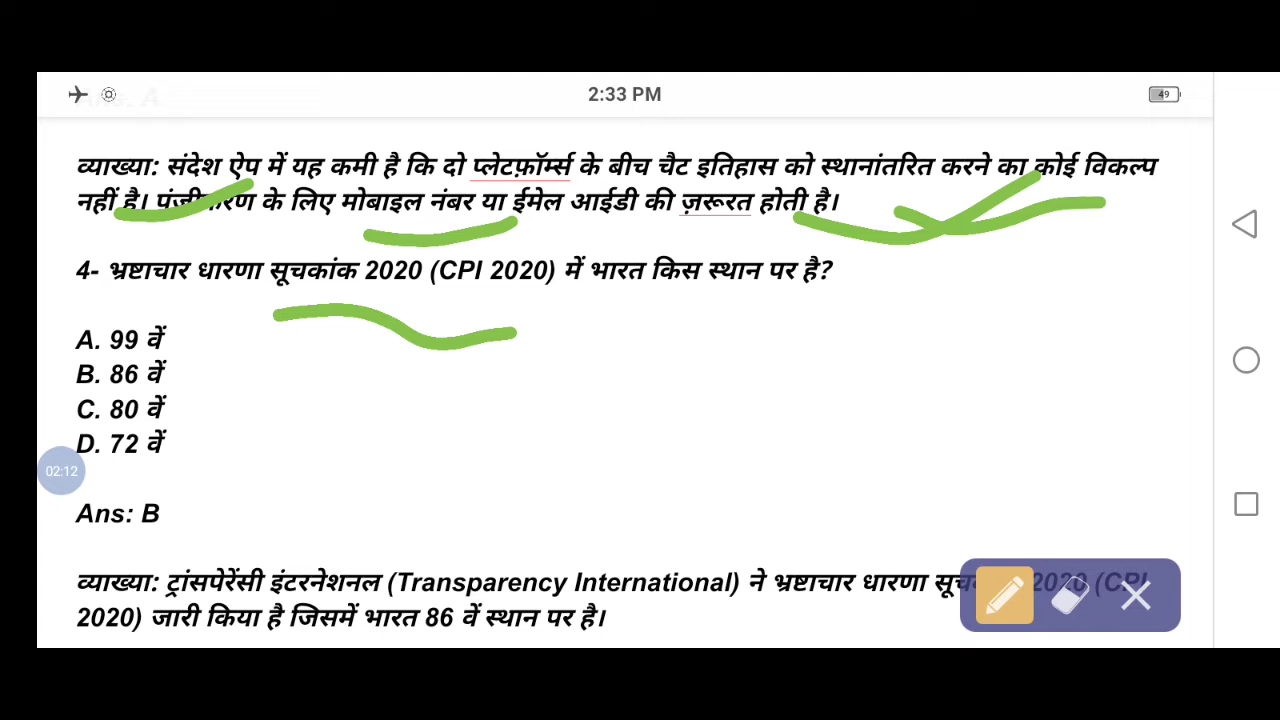 2:33 PM
49
व्याख्या: संदेश ऐप में यह कमी है कि दो प्लेटफ़ॉर्म्स के बीच चैट इतिहास को स्थानांतरित करने का कोई विकल्प
नहीं है। पंजीकरण के लिए मोबाइल नंबर या ईमेल आईडी की ज़रूरत होती है।
4- भ्रष्टाचार धारणा सूचकांक 2020 (CPI 2020) में भारत किस स्थान पर है?
A. 99 वें
B. 86 वें
C. 80 वें
D. 72 वें
02:12
Ans: B
व्याख्या: ट्रांसपेरेंसी इंटरनेशनल (Transparency International) ने भ्रष्टाचार धारणा 2020 (CPI
2020) जारी किया है जिसमें भारत 86 वें स्थान पर है।